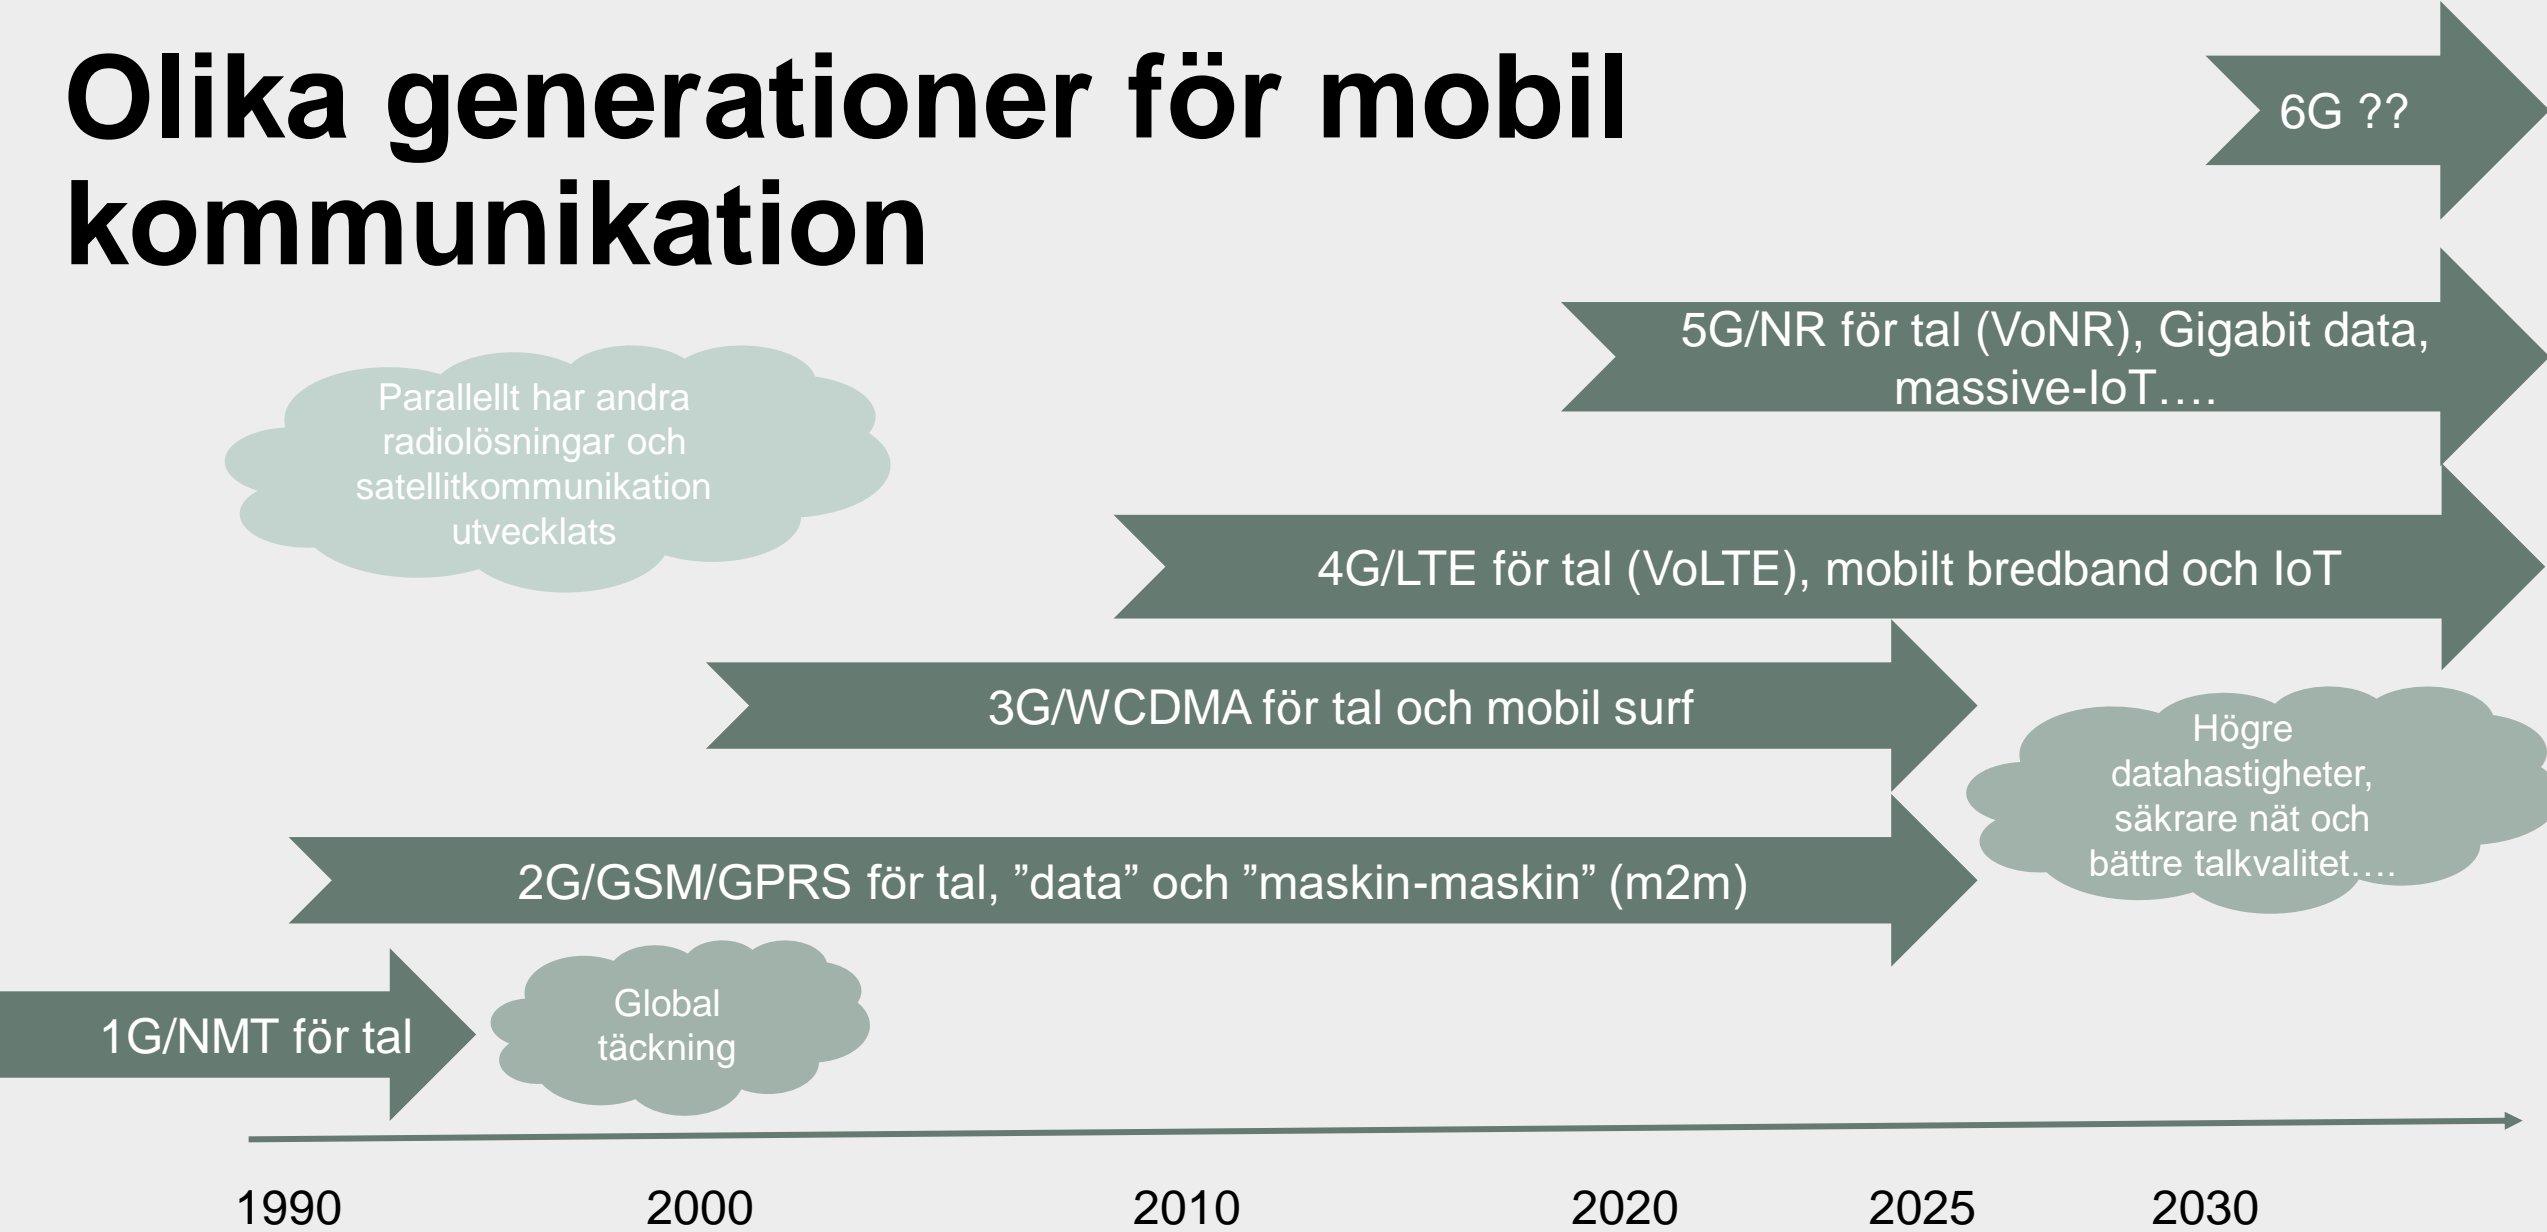 Olika generationer för mobil
kommunikation
6G ??
5G/NR för tal (VoNR), Gigabit data,
massive-IoT….
Parallellt har andra
radiolösningar och
satellitkommunikation
utvecklats
4G/LTE för tal (VoLTE), mobilt bredband och IoT
3G/WCDMA för tal och mobil surf
Högre
datahastigheter,
säkrare nät och
bättre talkvalitet….
2G/GSM/GPRS för tal, ”data” och ”maskin-maskin” (m2m)
Global
täckning
1G/NMT för tal
1990 2000 2010 2020 2025 2030